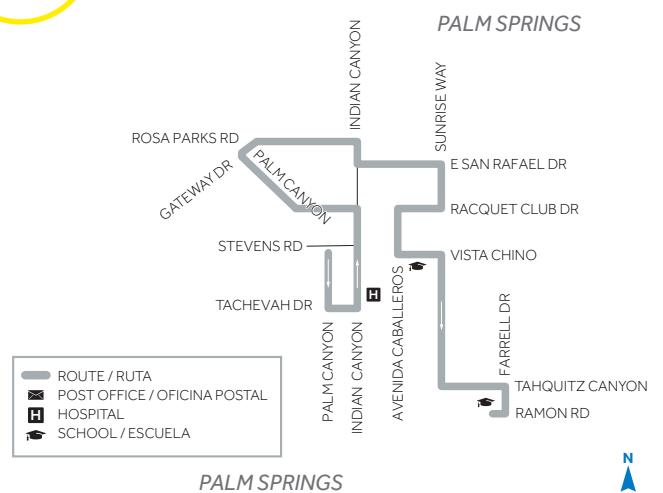 PALM SPRINGS
INDIAN CANYON
SUNRISE WAY
ROSA PARKS RD
PALM CANYON
GATEWAY DR
E SAN RAFAEL DR
RACQUET CLUB DR
STEVENS RD
VISTA CHINO
TACHEVAH DR
H
PALM CANYON
INDIAN CANYON
AVENIDA CABALLEROS
FARRELL DR
TAHQUITZ CANYON
RAMON RD
ROUTE / RUTA
POST OFFICE / OFICINA POSTAL
H HOSPITAL
SCHOOL / ESCUELA
PALM SPRINGS
N